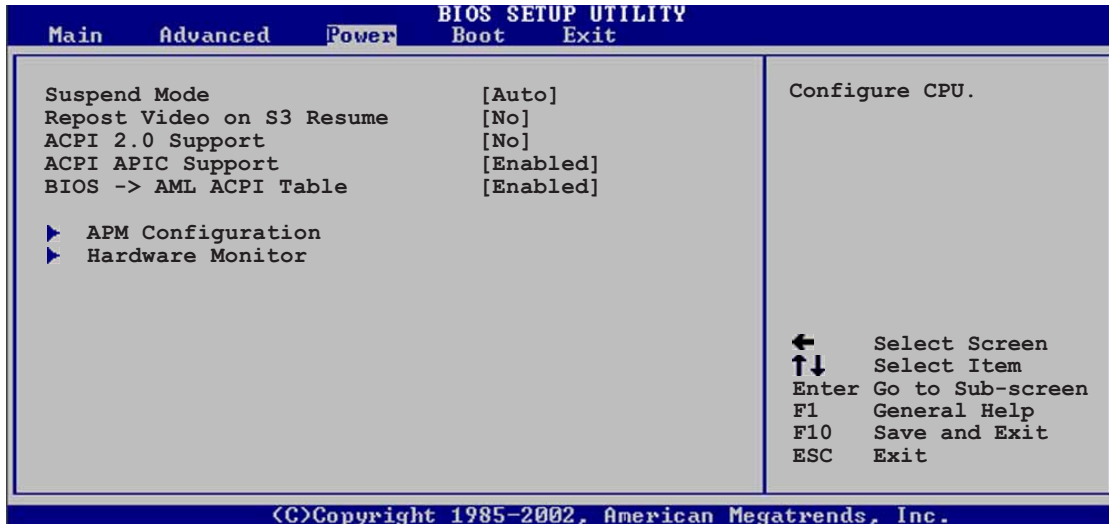 BIOS SETUP UTILITY
Main Advanced Power Boot Exit
Suspend Mode [Auto]
Repost Video on S3 Resume [No]
ACPI 2.0 Support [No]
ACPI APIC Support [Enabled]
BIOS -> AML ACPI Table [Enabled]
APM Configuration
Hardware Monitor
Configure CPU.
← Select Screen
↑↓ Select Item
Enter Go to Sub-screen
F1 General Help
F10 Save and Exit
ESC Exit
(C)Copyright 1985-2002, American Megatrends, Inc.